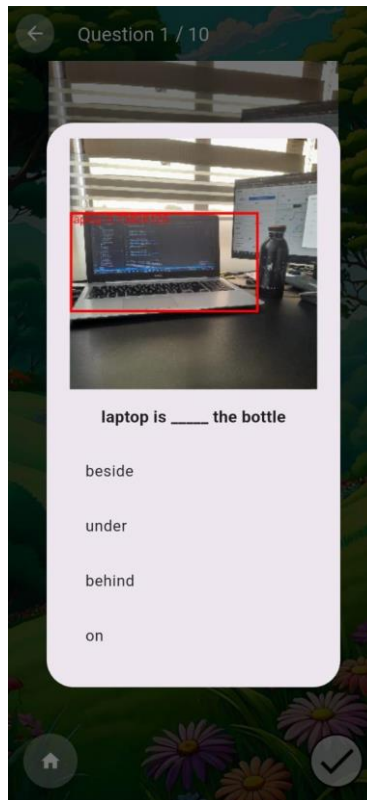 Question 1 / 10
laptop is _____ the bottle
beside
under
behind
on